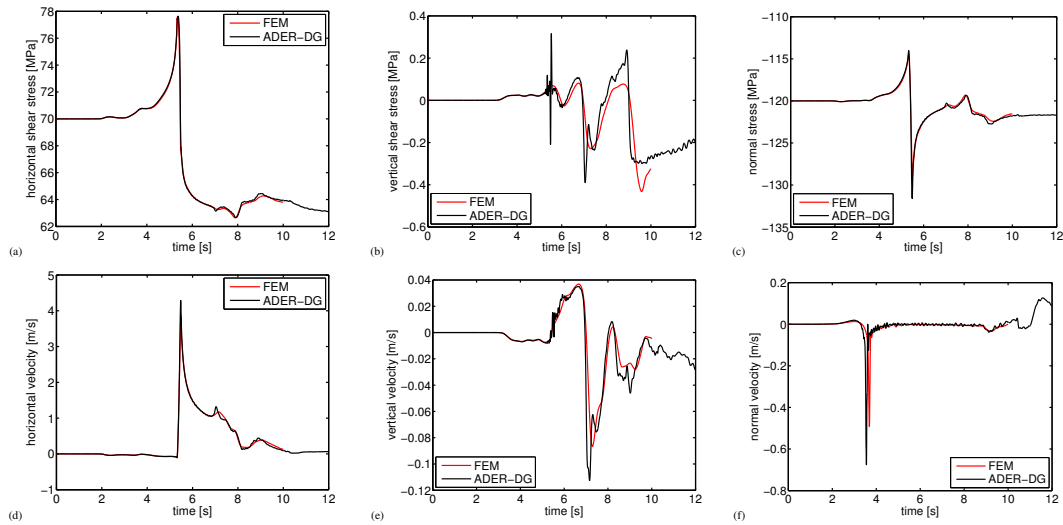 78
76
74
72
70
68
66
64
62
horizontal shear stress [MPa]
FEM
ADER−DG
0 2 4 6 8 10 12
time [s]
(a)
0.4
0.2
0
−0.2
−0.4
−0.6
vertical shear stress [MPa]
FEM
ADER−DG
0 2 4 6 8 10 12
time [s]
(b)
−110
−115
−120
−125
−130
−135
normal stress [MPa]
FEM
ADER−DG
0 2 4 6 8 10 12
time [s]
(c)
5
4
3
2
1
0
−1
horizontal velocity [m/s]
FEM
ADER−DG
0 2 4 6 8 10 12
time [s]
(d)
0.04
0.02
0
−0.02
−0.04
−0.06
−0.08
−0.1
−0.12
vertical velocity [m/s]
FEM
ADER−DG
0 2 4 6 8 10 12
time [s]
(e)
0.2
0
−0.2
−0.4
−0.6
−0.8
normal velocity [m/s]
FEM
ADER−DG
0 2 4 6 8 10 12
time [s]
(f)